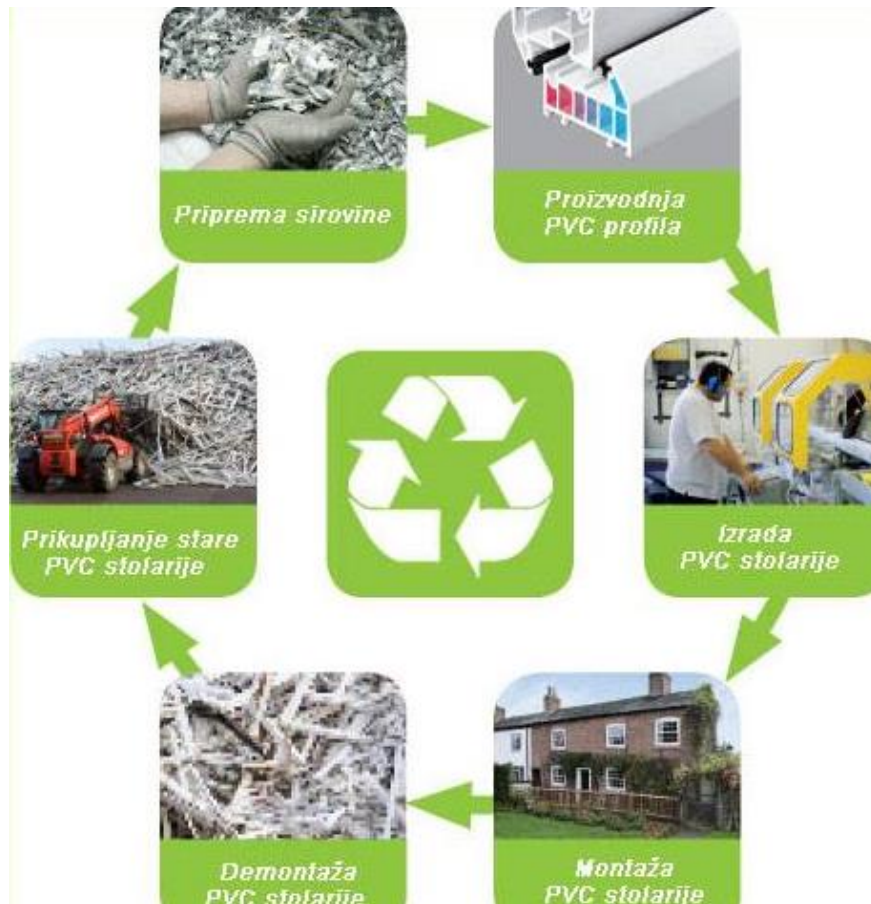 Priprema sirovine
Proizvodnja
PVC profila
Izrada
PVC stolarije
Montaža
PVC stolarije
Demontaža
PVC stolarije
Prikupljanje stare
PVC stolarije